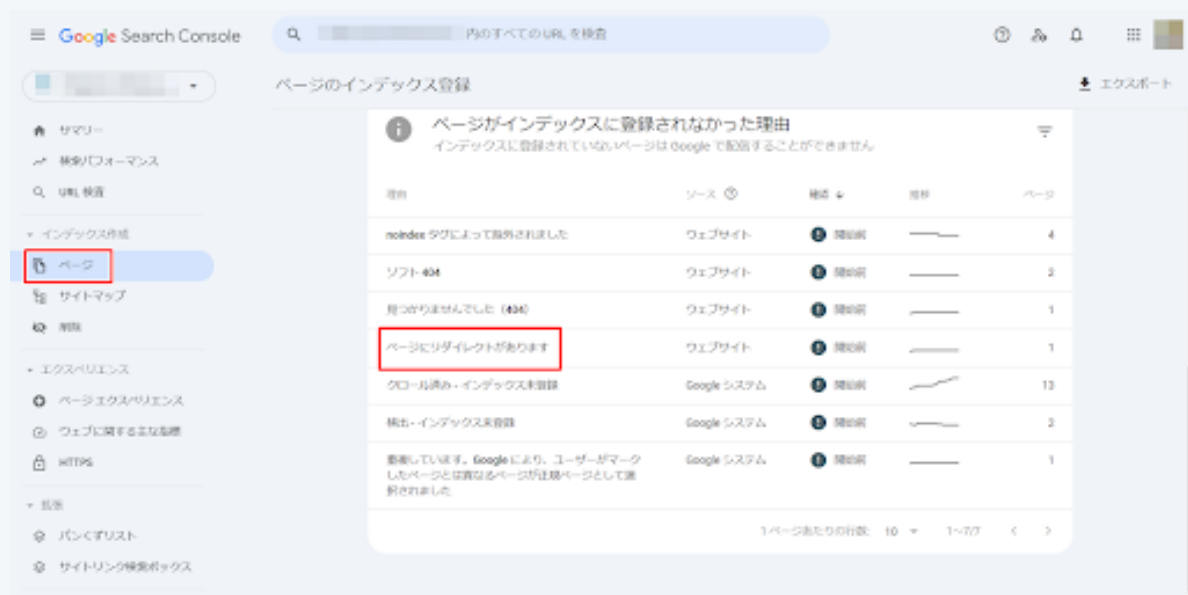 Google Search Console
内のすべての URL を検査
ページのインデックス登録
エクスポート
サマリー
検索パフォーマンス
URL 検査
インデックス作成
ページ
サイトマップ
削除
エクスペリエンス
ページ エクスペリエンス
ウェブに関する主な指標
HTTPS
拡張
パンくずリスト
サイトリンク検索ボックス
ページがインデックスに登録されなかった理由
インデックスに登録されていないページは Google で配信することができません
理由 ソース 確認 推移 ページ
noindex タグによって除外されました ウェブサイト 開始前 4
ソフト 404 ウェブサイト 開始前 2
見つかりませんでした（404） ウェブサイト 開始前 1
ページにリダイレクトがあります ウェブサイト 開始前 1
クロール済み - インデックス未登録 Google システム 開始前 13
検出 - インデックス未登録 Google システム 開始前 2
重複しています。Google により、ユーザーがマーク Google システム 開始前 1
したページとは異なるページが正規ページとして選
択されました
1 ページあたりの行数: 10 1~7/7